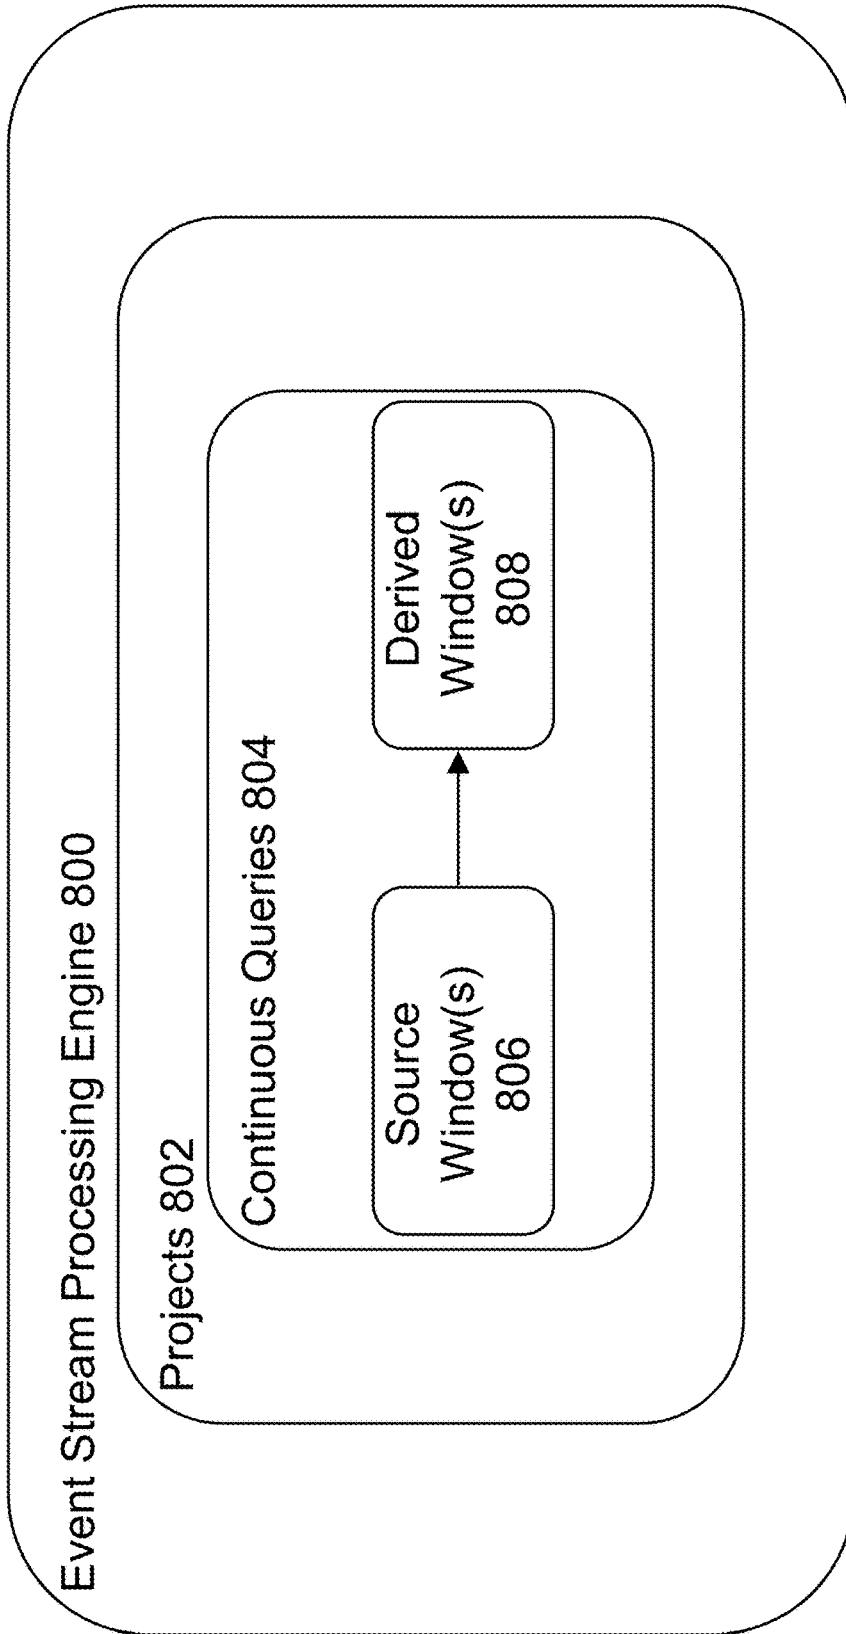 Event Stream Processing Engine 800
Projects 802
Continuous Queries 804
Source
Window(s)
806
Derived
Window(s)
808